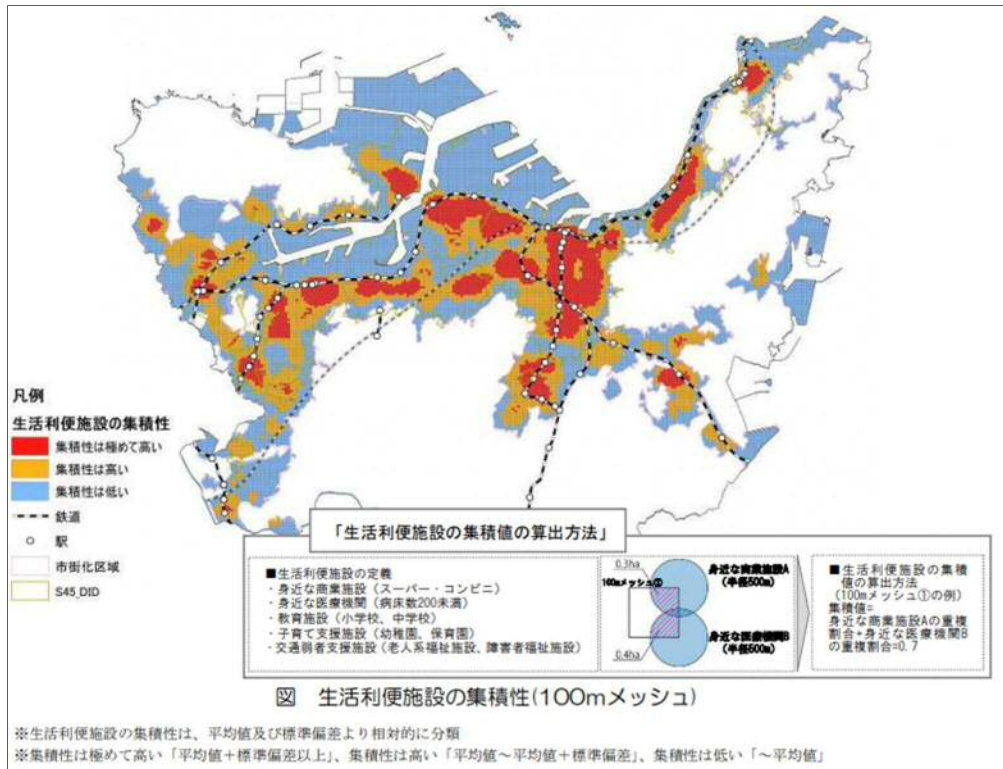 凡例
生活利便施設の集積性
集積性は極めて高い
集積性は高い
集積性は低い
鉄道
駅
市街化区域
S45_DID
「生活利便施設の集積値の算出方法」
■生活利便施設の定義
・身近な商業施設（スーパー・コンビニ）
・身近な医療機関（病床数200未満）
・教育施設（小学校、中学校）
・子育て支援施設（幼稚園、保育園）
・交通弱者支援施設（老人系福祉施設、障害者福祉施設）
0.3ha
100mメッシュ①
身近な商業施設A
（半径500m）
身近な医療機関B
（半径500m）
0.4ha
■生活利便施設の集積
値の算出方法
（100mメッシュ①の例）
集積値=
身近な商業施設Aの重複
割合+身近な医療機関B
の重複割合=0.7
図 生活利便施設の集積性(100mメッシュ)
※生活利便施設の集積性は、平均値及び標準偏差より相対的に分類
※集積性は極めて高い「平均値＋標準偏差以上」、集積性は高い「平均値～平均値＋標準偏差」、集積性は低い「～平均値」